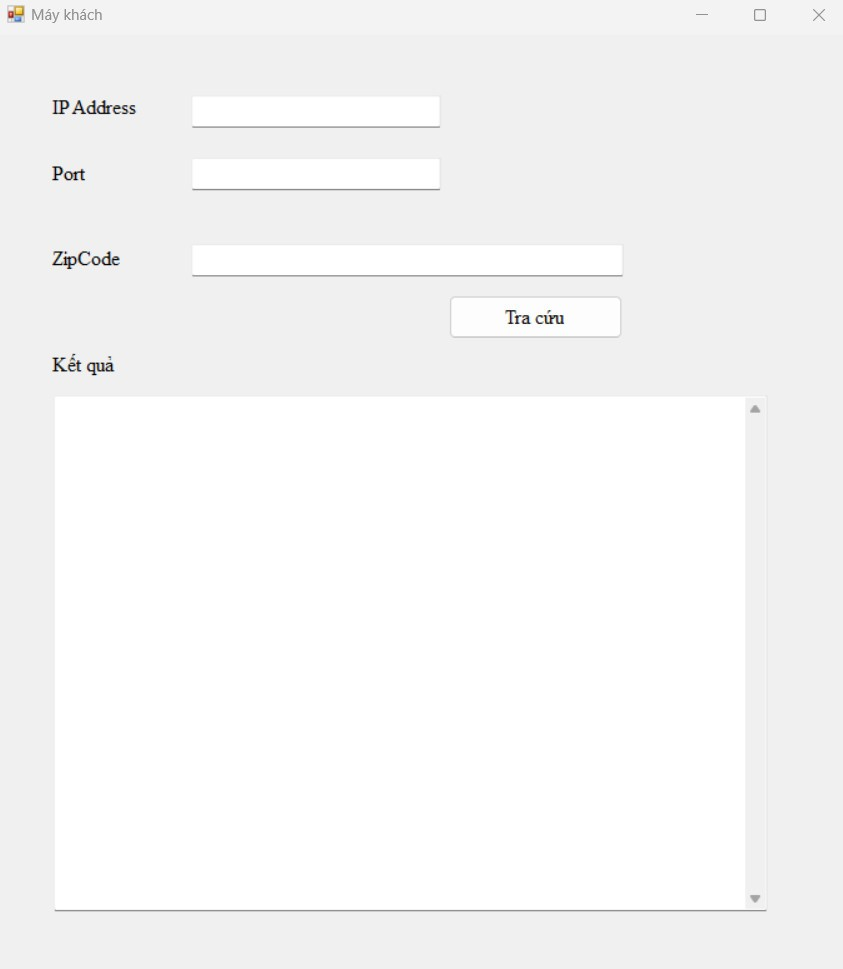 Máy khách
IP Address
Port
ZipCode
Tra cứu
Kết quả